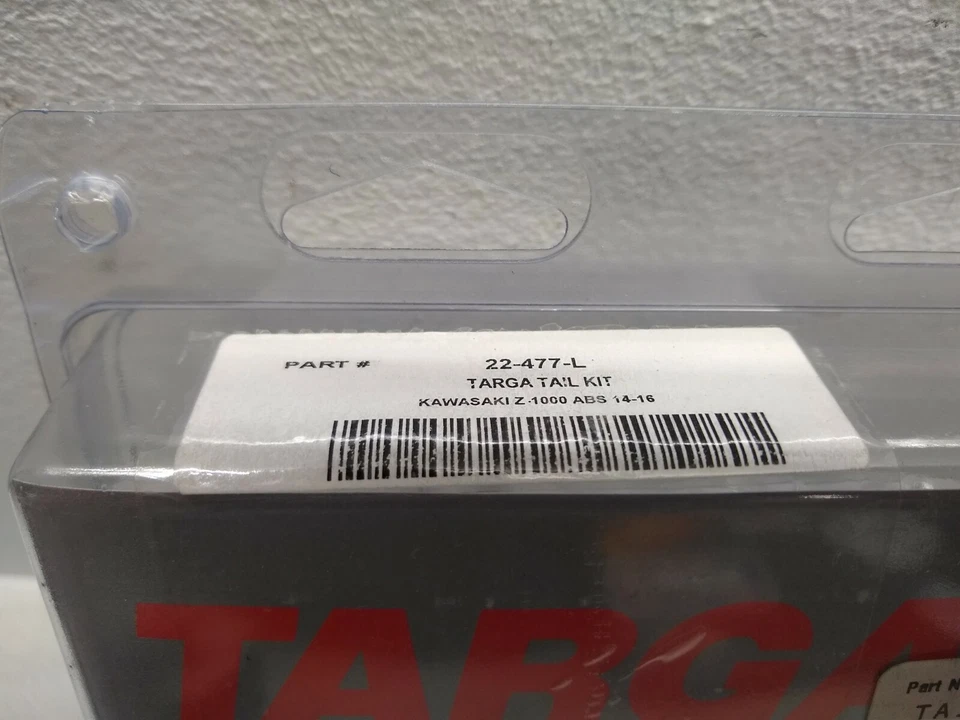 PART # 22-477-L
TARGA TAIL KIT
KAWASAKI Z-1000 ABS 14-16
TARGA
Part N
TA